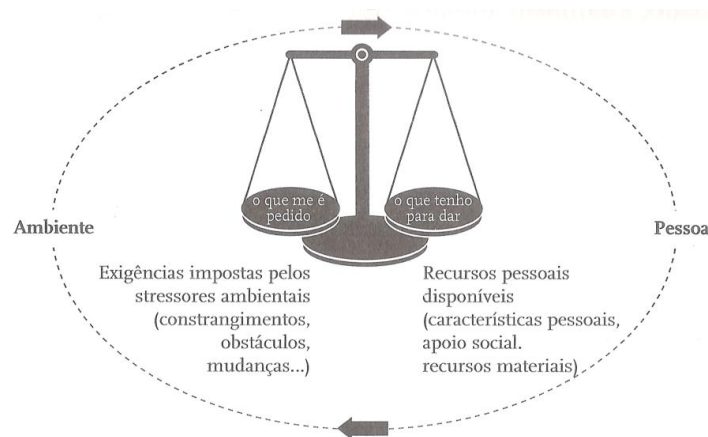 o que me é
pedido
o que tenho
para dar
Ambiente
Pessoa
Exigências impostas pelos
stressores ambientais
(constrangimentos,
obstáculos,
mudanças...)
Recursos pessoais
disponíveis
(características pessoais,
apoio social.
recursos materiais)